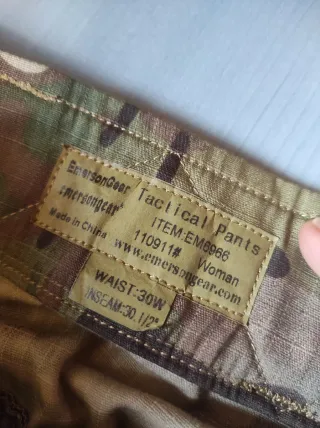 EmersonGear
emersongear
Made in China
Tactical Pants
ITEM:EM6966
110911# Woman
www.emersongear.com
WAIST:30W
INSEAM:30.1/2"